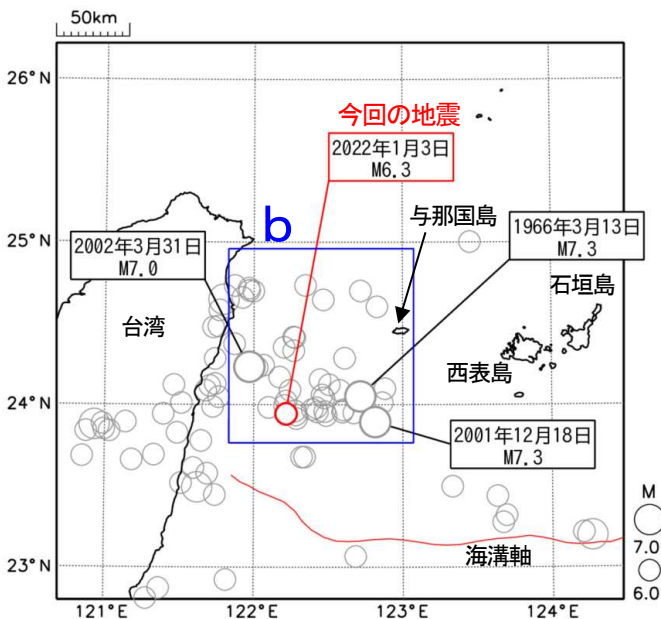 50km
26°N
今回の地震
2022年1月3日
M6.3
b
与那国島
1966年3月13日
M7.3
2002年3月31日
M7.0
25°N
石垣島
台湾
西表島
24°N
2001年12月18日
M7.3
M
7.0
海溝軸
23°N
6.0
121°E
122°E
123°E
124°E